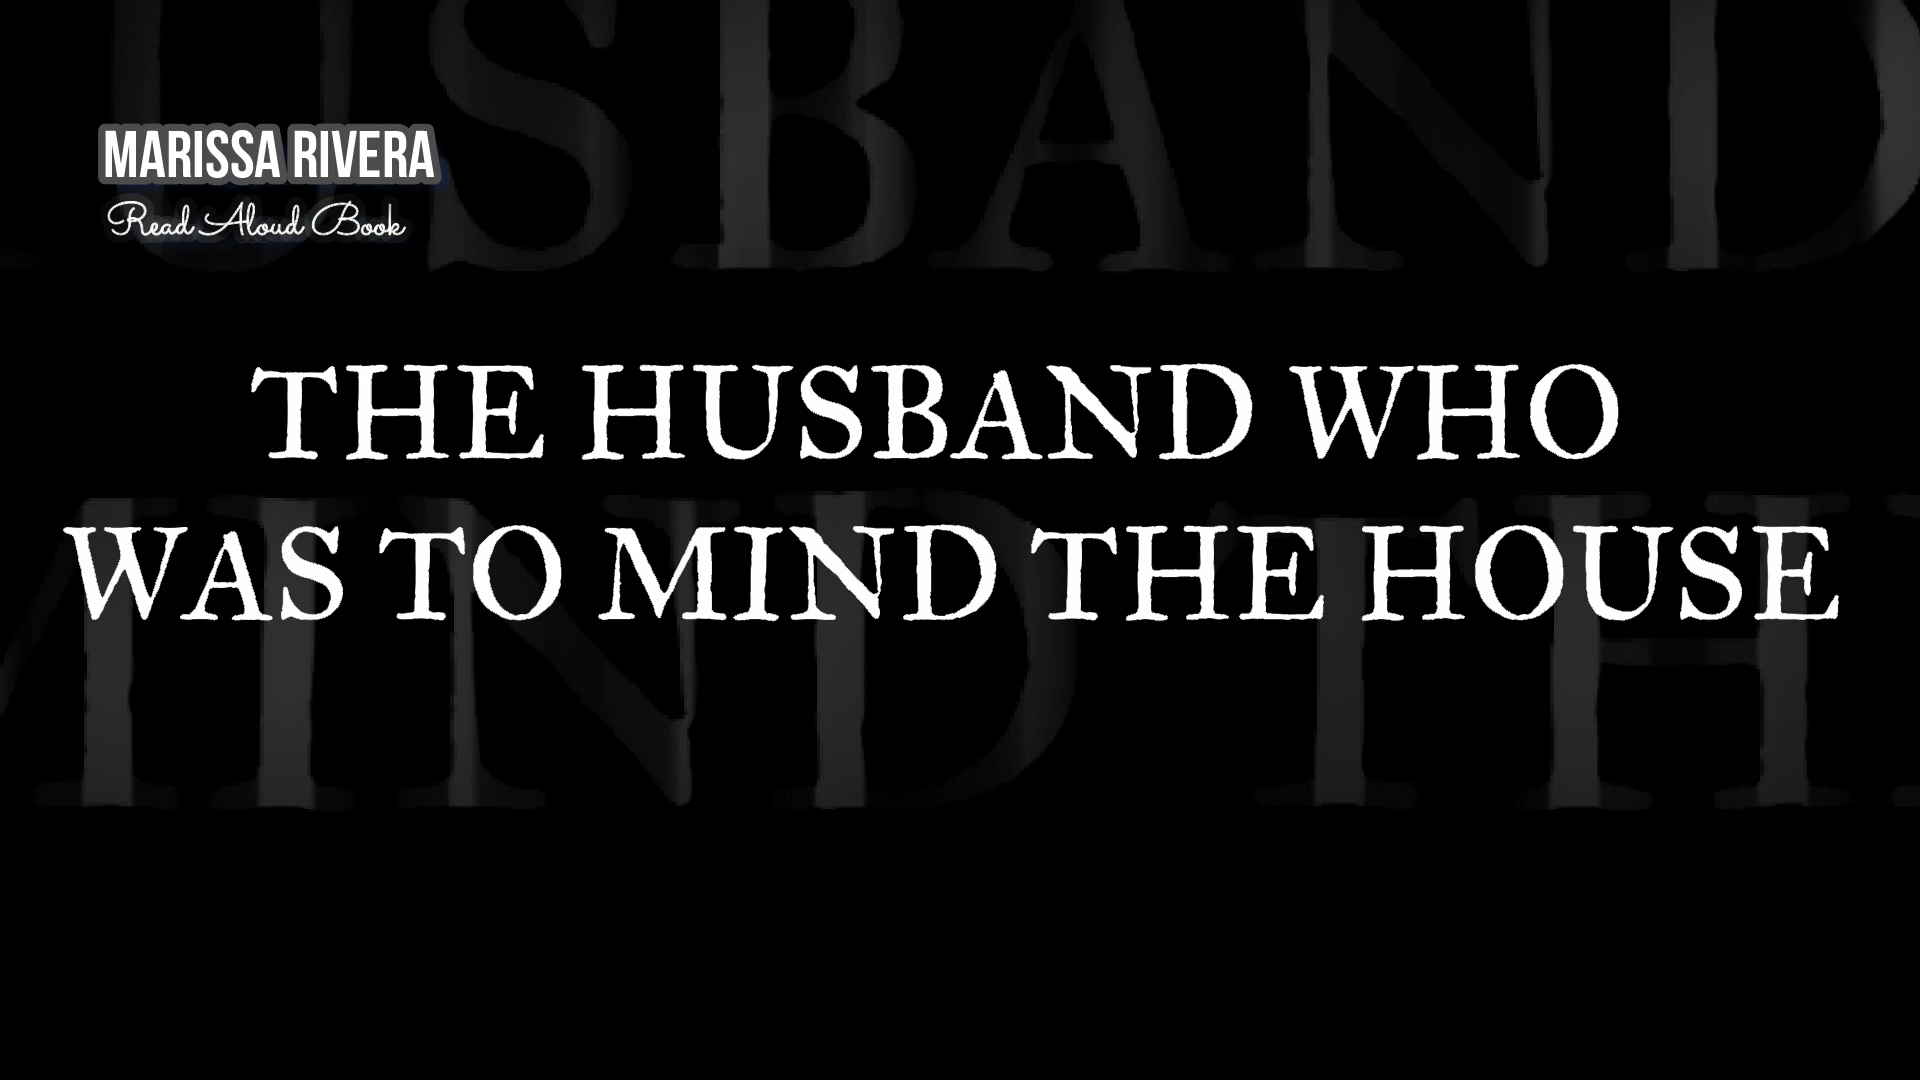 MARISSA RIVERA
Read Aloud Book
THE HUSBAND WHO
WAS TO MIND THE HOUSE